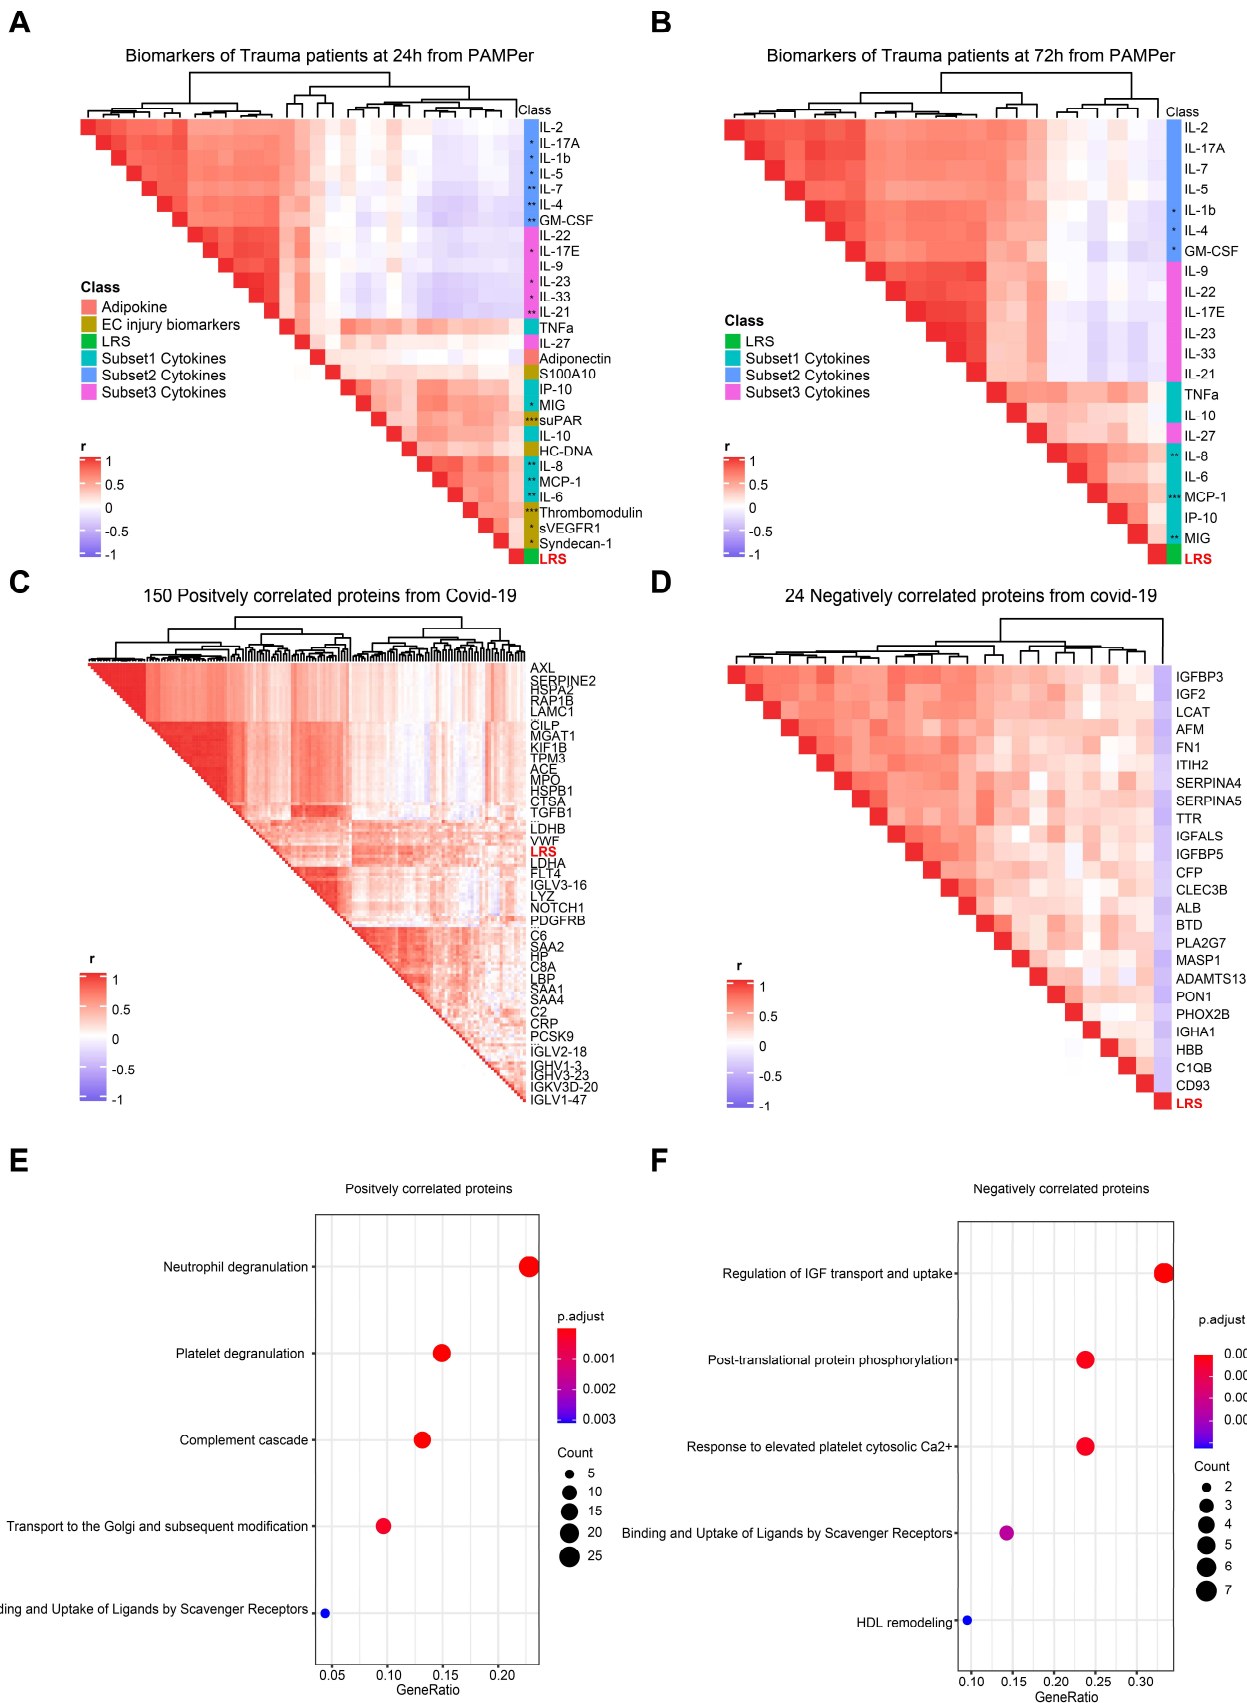 A
Biomarkers of Trauma patients at 24h from PAMPer
Class
IL-2
* IL-17A
* IL-1b
* IL-5
** IL-7
** IL-4
** GM-CSF
IL-22
* IL-17E
IL-9
* IL-23
* IL-33
** IL-21
TNFa
IL-27
Adiponectin
S100A10
IP-10
* MIG
*** suPAR
IL-10
HC-DNA
** IL-8
** MCP-1
** IL-6
*** Thrombomodulin
* sVEGFR1
* Syndecan-1
LRS
Class
Adipokine
EC injury biomarkers
LRS
Subset1 Cytokines
Subset2 Cytokines
Subset3 Cytokines
r
1
0.5
0
-0.5
-1
B
Biomarkers of Trauma patients at 72h from PAMPer
Class
IL-2
IL-17A
IL-7
IL-5
* IL-1b
* IL-4
* GM-CSF
IL-9
IL-22
IL-17E
IL-23
IL-33
IL-21
TNFa
IL-10
IL-27
** IL-8
IL-6
*** MCP-1
IP-10
** MIG
LRS
Class
LRS
Subset1 Cytokines
Subset2 Cytokines
Subset3 Cytokines
r
1
0.5
0
-0.5
-1
C
150 Positvely correlated proteins from Covid-19
AXL
SERPINE2
HSPA2
RAP1B
LAMC1
...
CILP
MGAT1
KIF1B
TPM3
ACE
MPO
HSPB1
CTSA
TGFB1
...
LDHB
VWF
LRS
LDHA
FLT4
IGLV3-16
LYZ
NOTCH1
PDGFRB
...
C6
SAA2
HP
C8A
LBP
SAA1
SAA4
C2
CRP
PCSK9
...
IGLV2-18
IGHV1-3
IGHV3-23
IGKV3D-20
IGLV1-47
r
1
0.5
0
-0.5
-1
D
24 Negatively correlated proteins from covid-19
IGFBP3
IGF2
LCAT
AFM
FN1
ITIH2
SERPINA4
SERPINA5
TTR
IGFALS
IGFBP5
CFP
CLEC3B
ALB
BTD
PLA2G7
MASP1
ADAMTS13
PON1
PHOX2B
IGHA1
HBB
C1QB
CD93
LRS
r
1
0.5
0
-0.5
-1
E
Positvely correlated proteins
Neutrophil degranulation
Platelet degranulation
Complement cascade
Transport to the Golgi and subsequent modification
ding and Uptake of Ligands by Scavenger Receptors
0.05 0.10 0.15 0.20
GeneRatio
p.adjust
0.001
0.002
0.003
Count
5
10
15
20
25
F
Negatively correlated proteins
Regulation of IGF transport and uptake
Post-translational protein phosphorylation
Response to elevated platelet cytosolic Ca2+
Binding and Uptake of Ligands by Scavenger Receptors
HDL remodeling
0.10 0.15 0.20 0.25 0.30
GeneRatio
p.adjust
0.00
0.00
0.00
0.00
Count
2
3
4
5
6
7